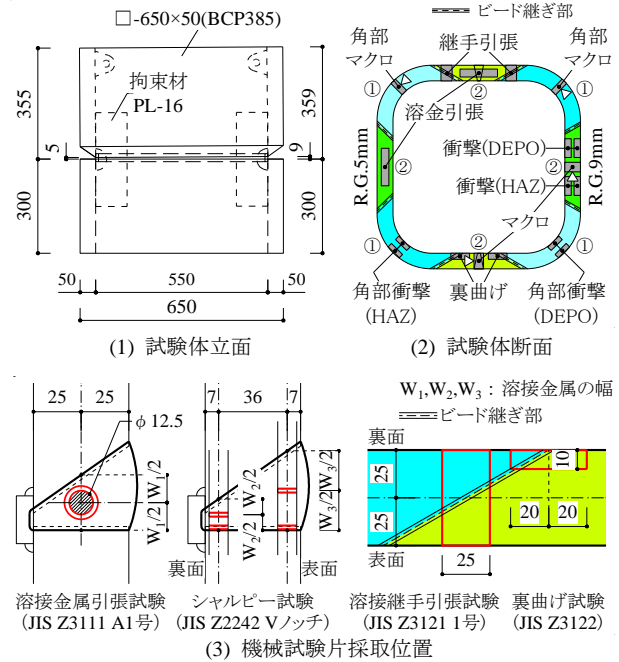 □-650×50(BCP385)
拘束材
PL-16
355
5
300
359
9
300
50
550
50
650
(1) 試験体立面
ビード継ぎ部
角部
マクロ
継手引張
角部
マクロ
①
②
①
溶金引張
R.G.5mm
②
衝撃(DEPO)
②
衝撃(HAZ)
R.G.9mm
マクロ
①
②
①
角部衝撃
(HAZ)
裏曲げ
角部衝撃
(DEPO)
(2) 試験体断面
25
25
φ 12.5
W₁/2
W₁/2
7
36
7
W₂/2
W₂/2
W₃/2
W₃/2
裏面
表面
W₁,W₂,W₃ : 溶接金属の幅
ビード継ぎ部
裏面
25
25
10
20
20
表面
25
溶接金属引張試験
(JIS Z3111 A1号)
シャルピー試験
(JIS Z2242 Vノッチ)
溶接継手引張試験
(JIS Z3121 1号)
裏曲げ試験
(JIS Z3122)
(3) 機械試験片採取位置